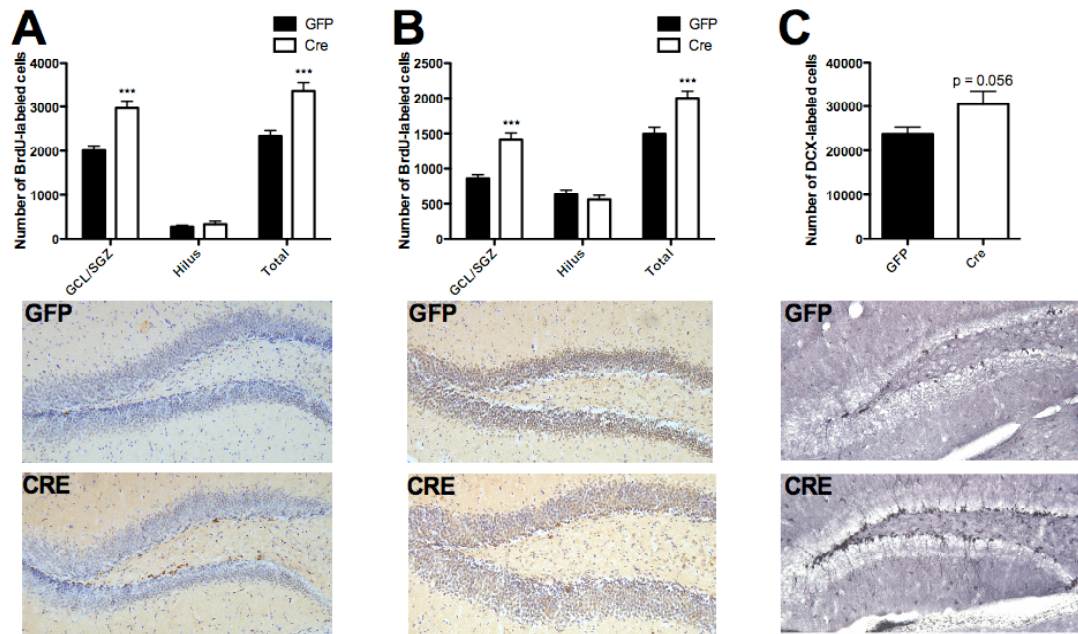 A
GFP
Cre
Number of BrdU-labeled cells
4000
3000
2000
1000
0
***
***
GCL/SGZ
Hilus
Total
B
GFP
Cre
Number of BrdU-labeled cells
2500
2000
1500
1000
500
0
***
***
GCL/SGZ
Hilus
Total
C
Number of DCX-labeled cells
40000
30000
20000
10000
0
p = 0.056
GFP
Cre
GFP
GFP
GFP
CRE
CRE
CRE